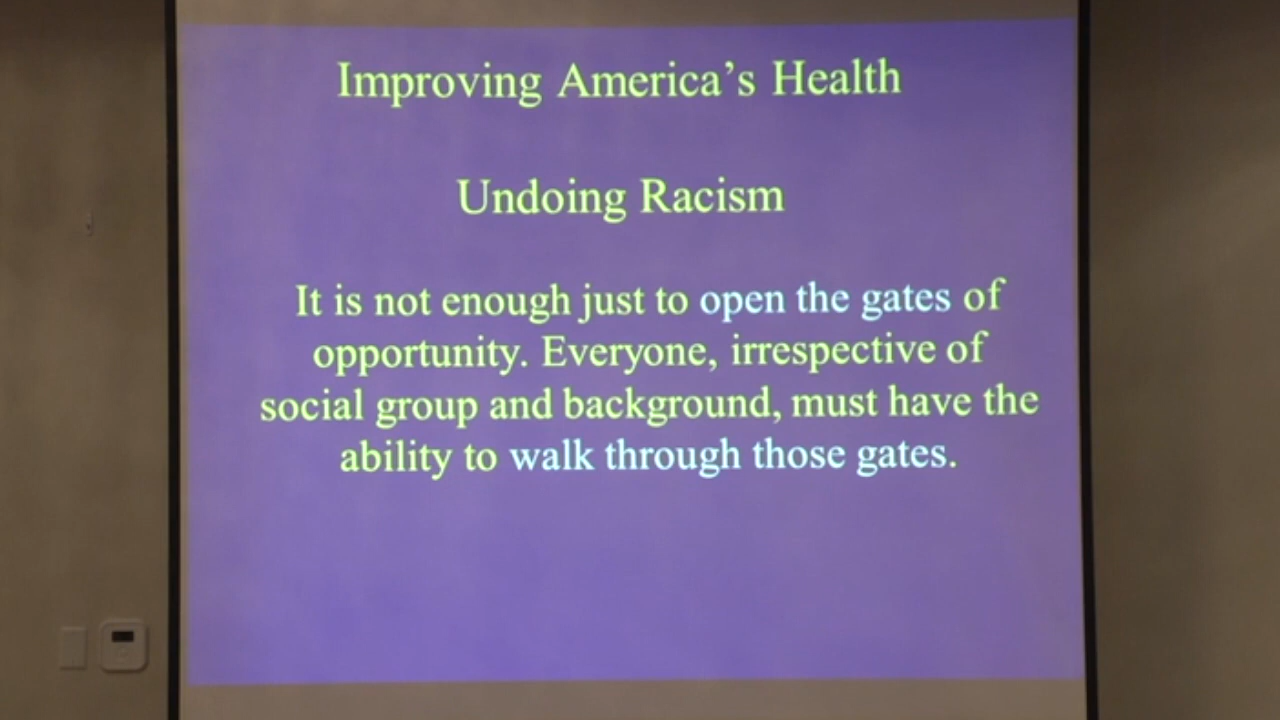 Improving America's Health
Undoing Racism
It is not enough just to open the gates of
opportunity. Everyone, irrespective of
social group and background, must have the
ability to walk through those gates.